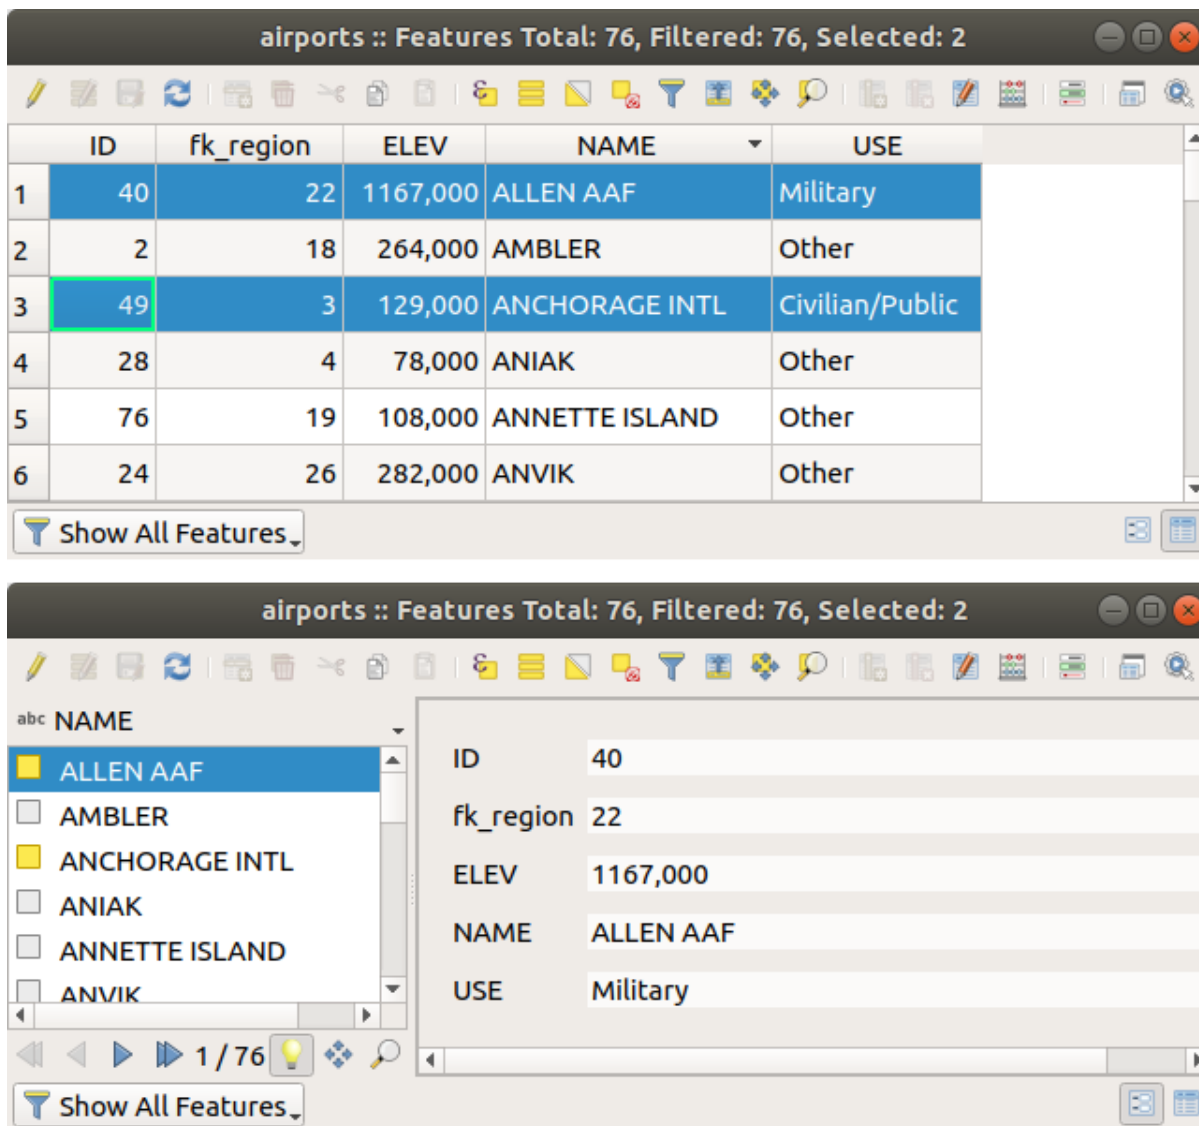 airports :: Features Total: 76, Filtered: 76, Selected: 2
ID fk_region ELEV NAME USE
1 40 22 1167,000 ALLEN AAF Military
2 2 18 264,000 AMBLER Other
3 49 3 129,000 ANCHORAGE INTL Civilian/Public
4 28 4 78,000 ANIAK Other
5 76 19 108,000 ANNETTE ISLAND Other
6 24 26 282,000 ANVIK Other
Show All Features
airports :: Features Total: 76, Filtered: 76, Selected: 2
abc NAME
ALLEN AAF
AMBLER
ANCHORAGE INTL
ANIAK
ANNETTE ISLAND
ANVIK
1 / 76
ID 40
fk_region 22
ELEV 1167,000
NAME ALLEN AAF
USE Military
Show All Features